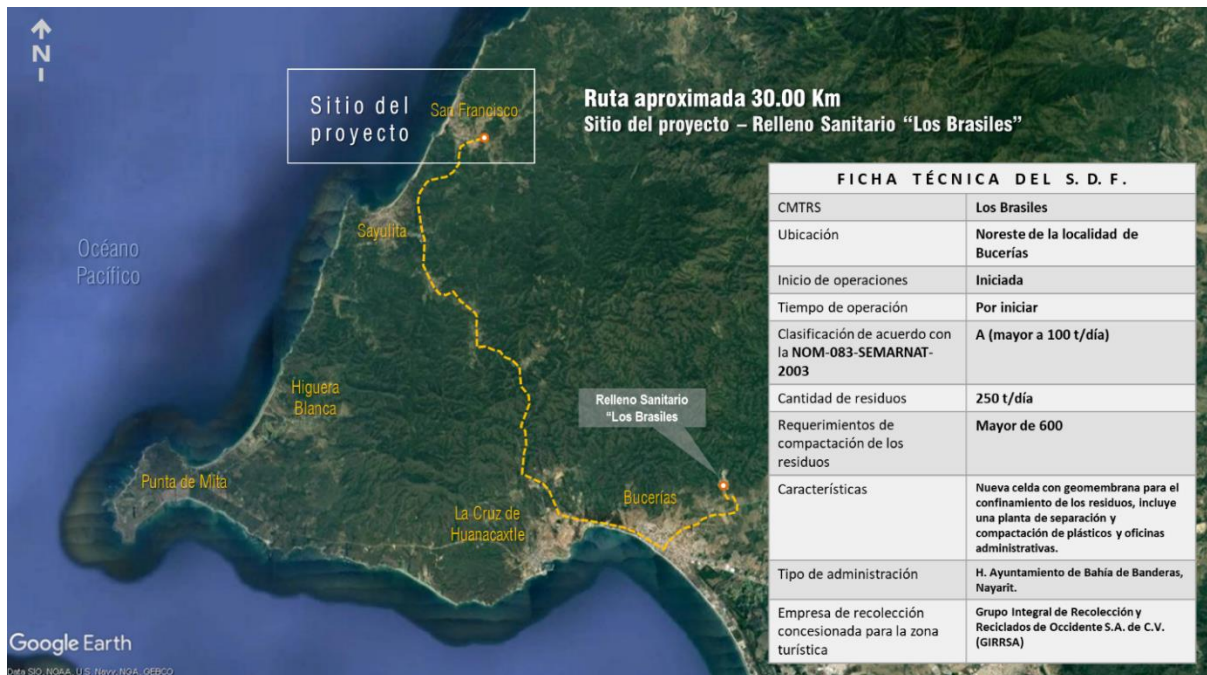 N
Sitio del
proyecto
San Francisco
Ruta aproximada 30.00 Km
Sitio del proyecto – Relleno Sanitario “Los Brasiles”
Océano
Pacífico
Sayulita
Higuera
Blanca
Punta de Mita
La Cruz de
Huanacaxtle
Bucerías
Relleno Sanitario
“Los Brasiles
FICHA TÉCNICA DEL S. D. F.
CMTRS Los Brasiles
Ubicación Noreste de la localidad de
Bucerías
Inicio de operaciones Iniciada
Tiempo de operación Por iniciar
Clasificación de acuerdo con A (mayor a 100 t/día)
la NOM-083-SEMARNAT-
2003
Cantidad de residuos 250 t/día
Requerimientos de Mayor de 600
compactación de los
residuos
Características Nueva celda con geomembrana para el
confinamiento de los residuos, incluye
una planta de separación y
compactación de plásticos y oficinas
administrativas.
Tipo de administración H. Ayuntamiento de Bahía de Banderas,
Nayarit.
Empresa de recolección Grupo Integral de Recolección y
concesionada para la zona Reciclados de Occidente S.A. de C.V.
turística (GIRRSA)
Google Earth
Data SIO, NOAA, U.S. Navy, NGA, GEBCO